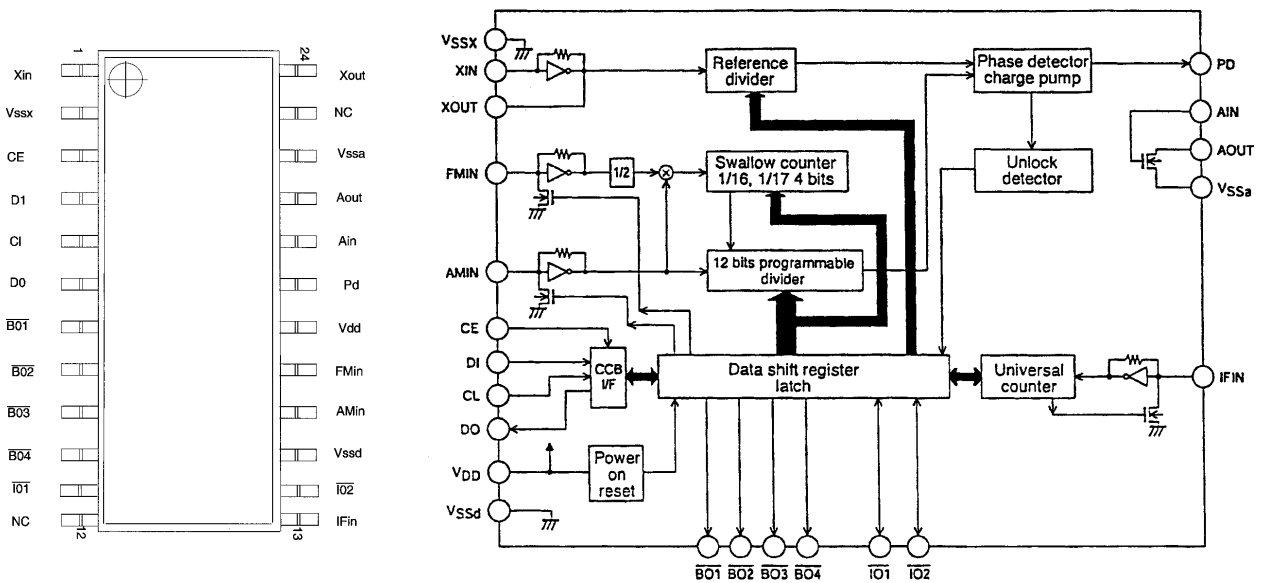 1
24
Xin
Xout
Vssx
NC
CE
Vssa
D1
Aout
CI
Ain
D0
Pd
B01
Vdd
B02
FMin
B03
AMin
B04
Vssd
I01
I02
NC
IFin
12
13
VSSX
XIN
XOUT
FMIN
AMIN
CE
DI
CL
DO
VDD
VSSd
Reference
divider
Phase detector
charge pump
PD
AIN
AOUT
VSSa
1/2
Swallow counter
1/16, 1/17 4 bits
Unlock
detector
12 bits programmable
divider
CCB
I/F
Data shift register
latch
Universal
counter
IFIN
Power
on
reset
BO1 BO2 BO3 BO4 IO1 IO2